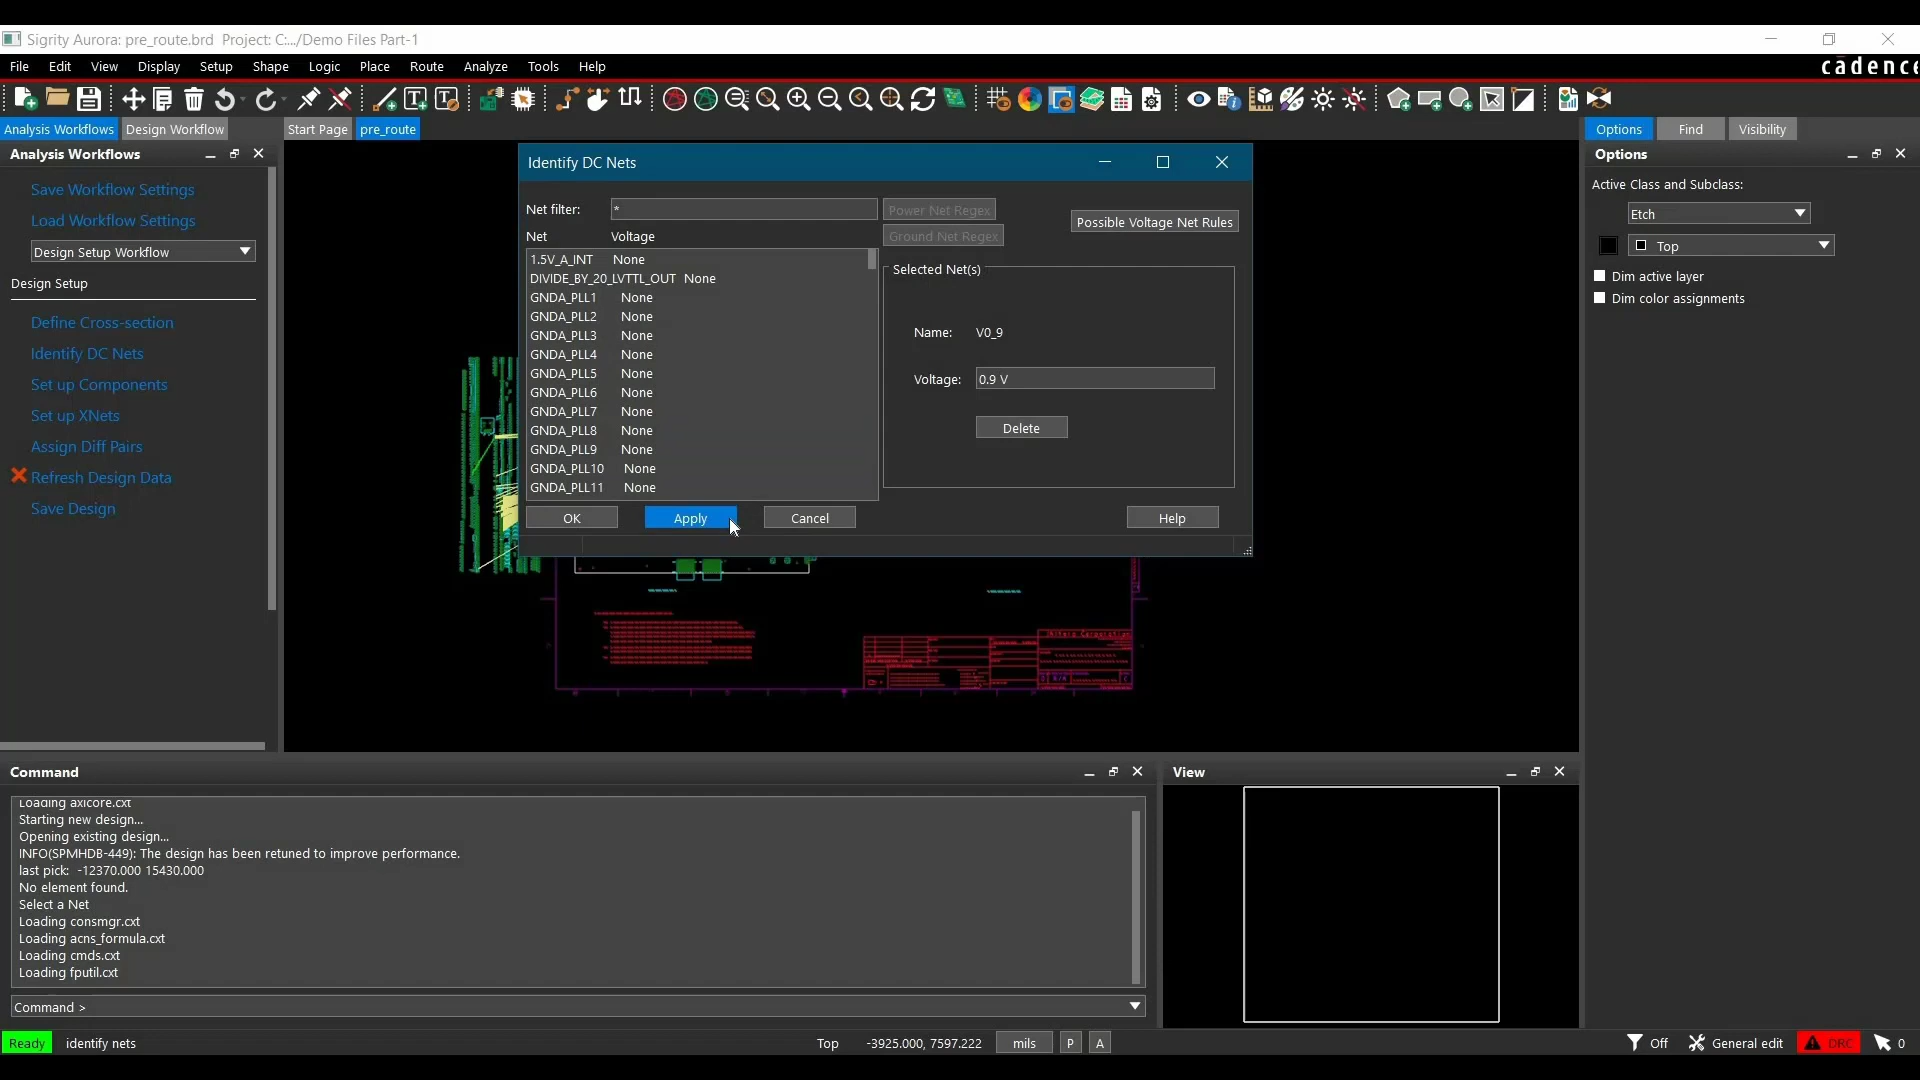 Sigrity Aurora: pre_route.brd Project: C:.../Demo Files Part-1
File Edit View Display Setup Shape Logic Place Route Analyze Tools Help
cādence
Analysis Workflows Design Workflow Start Page pre_route Options Find Visibility
Analysis Workflows
Save Workflow Settings
Load Workflow Settings
Design Setup Workflow
Design Setup
Define Cross-section
Identify DC Nets
Set up Components
Set up XNets
Assign Diff Pairs
Refresh Design Data
Save Design
Identify DC Nets
Net filter: *
Power Net Regex
Ground Net Regex
Possible Voltage Net Rules
Net Voltage
1.5V_A_INT None
DIVIDE_BY_20_LVTTL_OUT None
GNDA_PLL1 None
GNDA_PLL2 None
GNDA_PLL3 None
GNDA_PLL4 None
GNDA_PLL5 None
GNDA_PLL6 None
GNDA_PLL7 None
GNDA_PLL8 None
GNDA_PLL9 None
GNDA_PLL10 None
GNDA_PLL11 None
Selected Net(s)
Name: V0_9
Voltage: 0.9 V
Delete
OK Apply Cancel Help
Options
Active Class and Subclass:
Etch
Top
Dim active layer
Dim color assignments
Command
Loading axlcore.cxt
Starting new design...
Opening existing design...
INFO(SPMHDB-449): The design has been retuned to improve performance.
last pick: -12370.000 15430.000
No element found.
Select a Net
Loading consmgr.cxt
Loading acns_formula.cxt
Loading cmds.cxt
Loading fputil.cxt
Command >
View
Ready identify nets Top -3925.000, 7597.222 mils P A Off General edit DRC 0